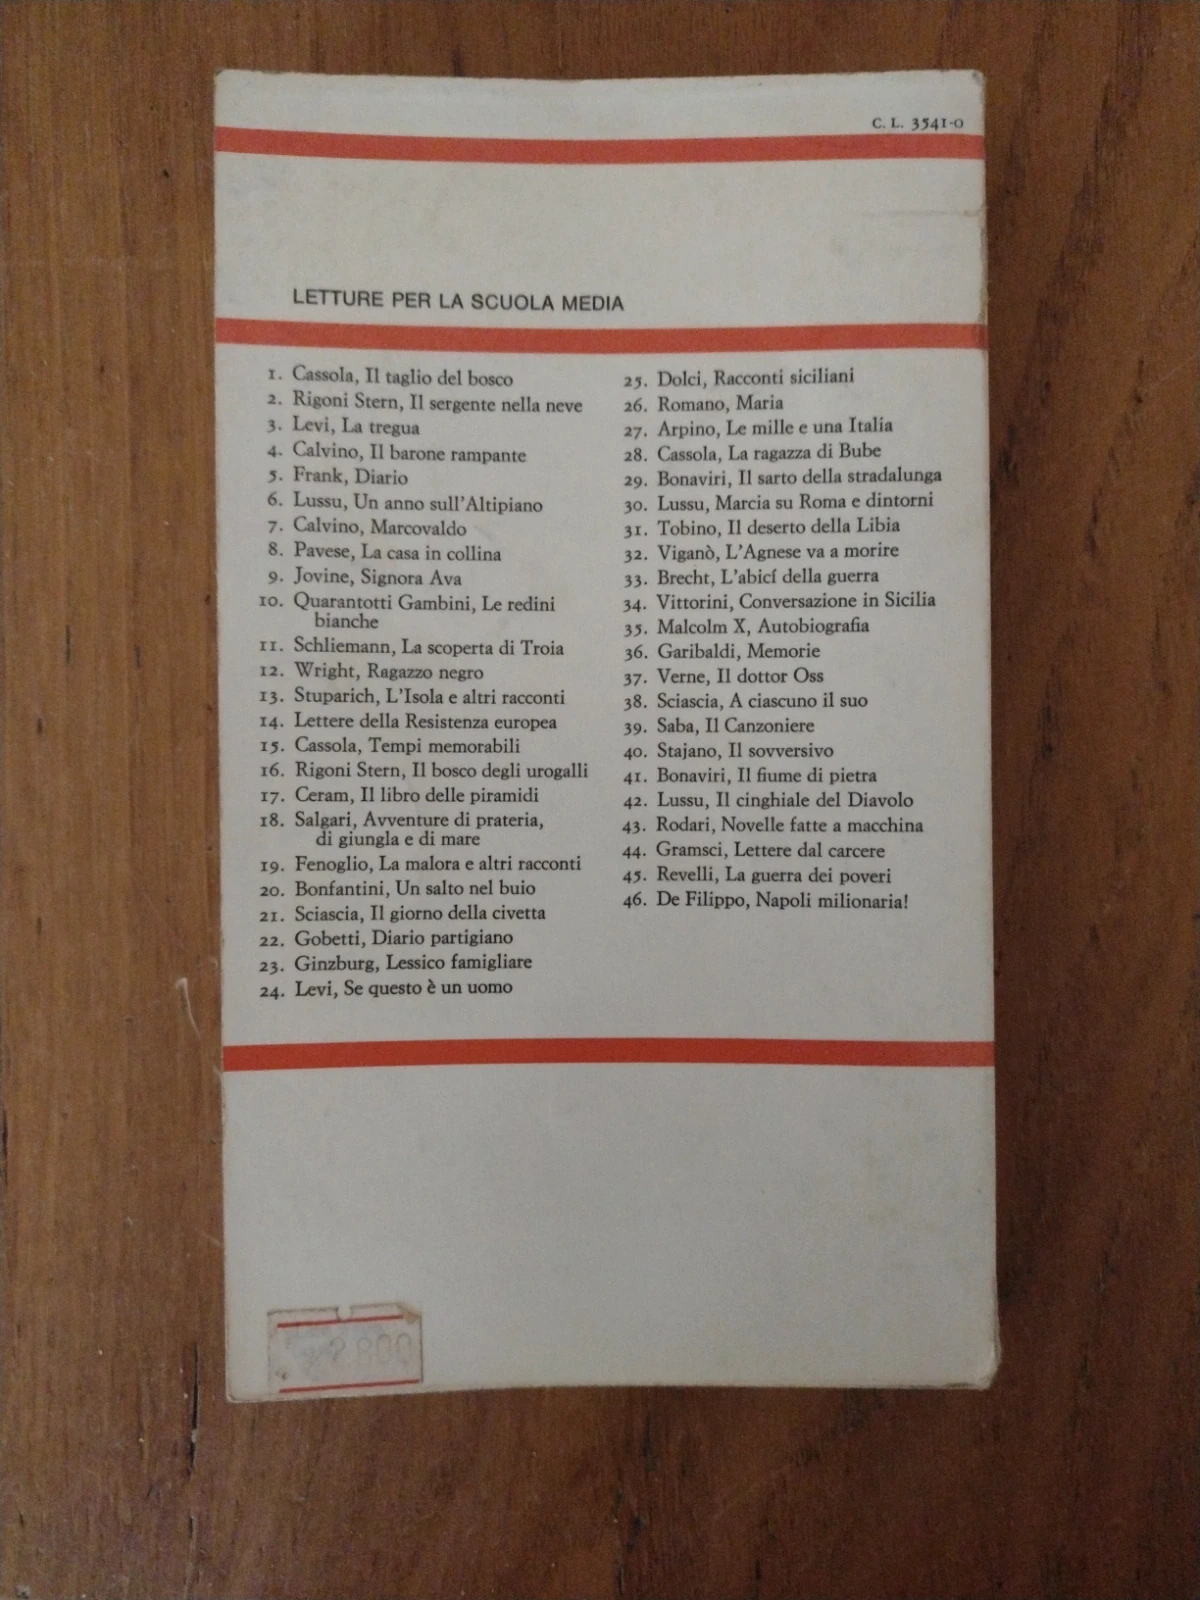 C. L. 3541-0
LETTURE PER LA SCUOLA MEDIA
1. Cassola, Il taglio del bosco
2. Rigoni Stern, Il sergente nella neve
3. Levi, La tregua
4. Calvino, Il barone rampante
5. Frank, Diario
6. Lussu, Un anno sull'Altipiano
7. Calvino, Marcovaldo
8. Pavese, La casa in collina
9. Jovine, Signora Ava
10. Quarantotti Gambini, Le redini
bianche
11. Schliemann, La scoperta di Troia
12. Wright, Ragazzo negro
13. Stuparich, L'Isola e altri racconti
14. Lettere della Resistenza europea
15. Cassola, Tempi memorabili
16. Rigoni Stern, Il bosco degli urogalli
17. Ceram, Il libro delle piramidi
18. Salgari, Avventure di prateria,
di giungla e di mare
19. Fenoglio, La malora e altri racconti
20. Bonfantini, Un salto nel buio
21. Sciascia, Il giorno della civetta
22. Gobetti, Diario partigiano
23. Ginzburg, Lessico famigliare
24. Levi, Se questo è un uomo
25. Dolci, Racconti siciliani
26. Romano, Maria
27. Arpino, Le mille e una Italia
28. Cassola, La ragazza di Bube
29. Bonaviri, Il sarto della stradalunga
30. Lussu, Marcia su Roma e dintorni
31. Tobino, Il deserto della Libia
32. Viganò, L'Agnese va a morire
33. Brecht, L'abicí della guerra
34. Vittorini, Conversazione in Sicilia
35. Malcolm X, Autobiografia
36. Garibaldi, Memorie
37. Verne, Il dottor Oss
38. Sciascia, A ciascuno il suo
39. Saba, Il Canzoniere
40. Stajano, Il sovversivo
41. Bonaviri, Il fiume di pietra
42. Lussu, Il cinghiale del Diavolo
43. Rodari, Novelle fatte a macchina
44. Gramsci, Lettere dal carcere
45. Revelli, La guerra dei poveri
46. De Filippo, Napoli milionaria!